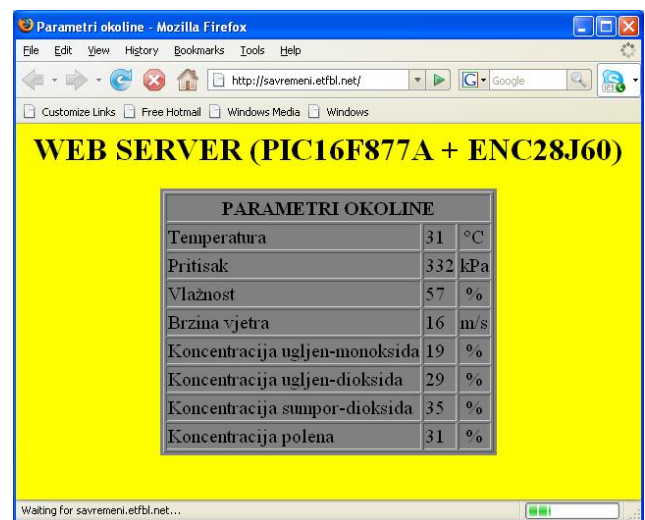 Parametri okoline - Mozilla Firefox
File Edit View History Bookmarks Tools Help
http://savremeni.etfbl.net/ G Google
Customize Links Free Hotmail Windows Media Windows
WEB SERVER (PIC16F877A + ENC28J60)
PARAMETRI OKOLINE
Temperatura 31 °C
Pritisak 332 kPa
Vlažnost 57 %
Brzina vjetra 16 m/s
Koncentracija ugljen-monoksida 19 %
Koncentracija ugljen-dioksida 29 %
Koncentracija sumpor-dioksida 35 %
Koncentracija polena 31 %
Waiting for savremeni.etfbl.net...